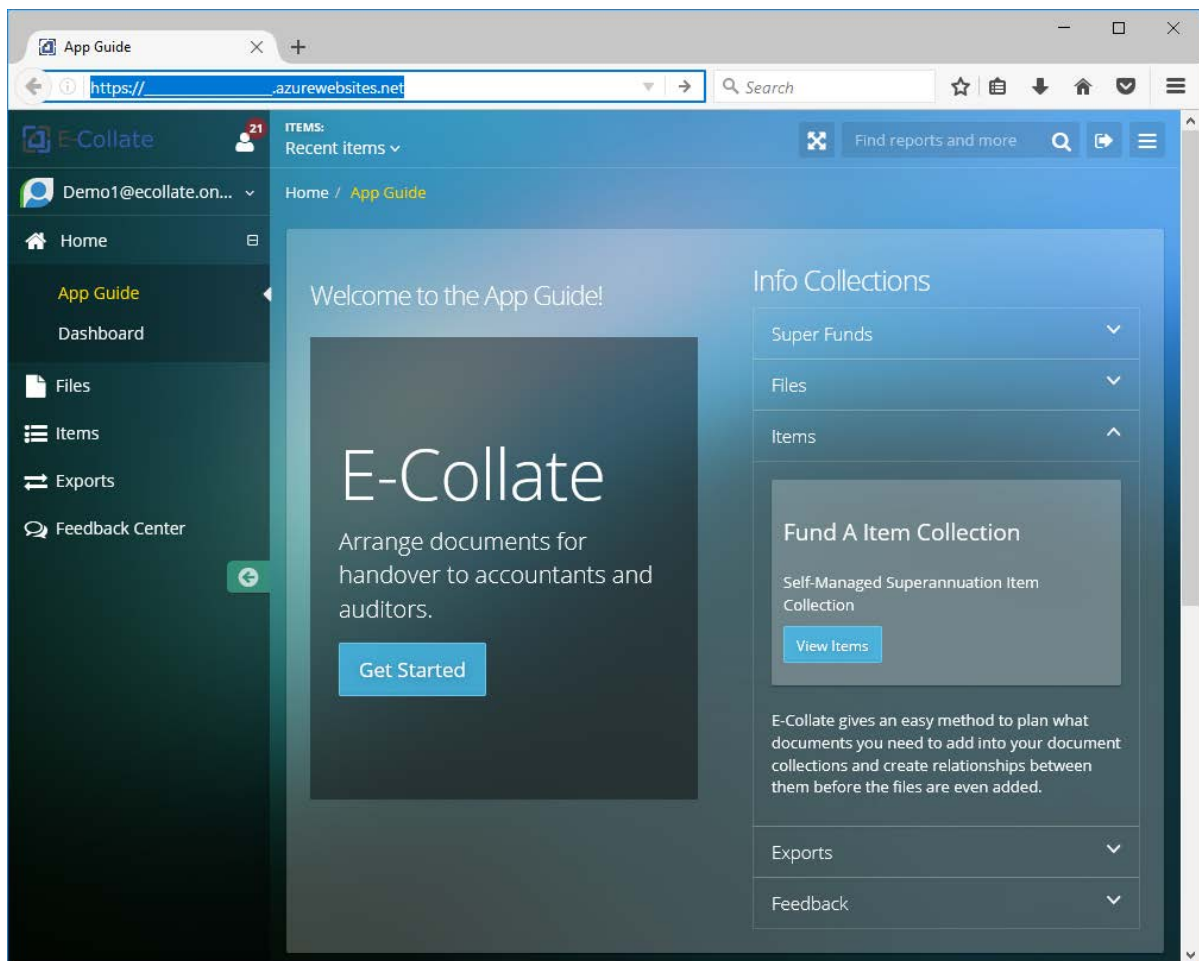 App Guide
https://______________.azurewebsites.net
Search
E-Collate
21
ITEMS:
Recent items
Find reports and more
Demo1@ecollate.on...
Home / App Guide
Home
App Guide
Dashboard
Files
Items
Exports
Feedback Center
Welcome to the App Guide!
E-Collate
Arrange documents for
handover to accountants and
auditors.
Get Started
Info Collections
Super Funds
Files
Items
Fund A Item Collection
Self-Managed Superannuation Item
Collection
View Items
E-Collate gives an easy method to plan what
documents you need to add into your document
collections and create relationships between
them before the files are even added.
Exports
Feedback